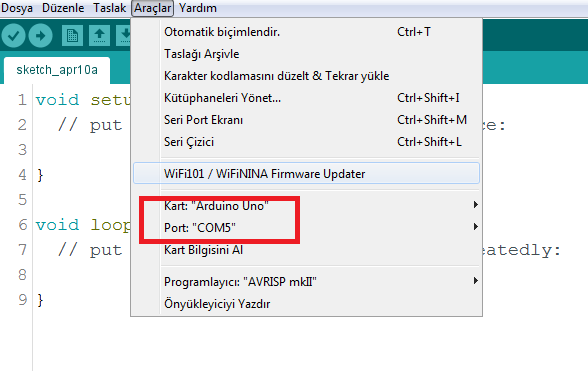 Dosya Düzenle Taslak Araçlar Yardım
Otomatik biçimlendir. Ctrl+T
Taslağı Arşivle
Karakter kodlamasını düzelt & Tekrar yükle
Kütüphaneleri Yönet... Ctrl+Shift+I
Seri Port Ekranı Ctrl+Shift+M
Seri Çizici Ctrl+Shift+L
WiFi101 / WiFiNINA Firmware Updater
Kart: "Arduino Uno"
Port: "COM5"
Kart Bilgisini Al
Programlayıcı: "AVRISP mkII"
Önyükleyiciyi Yazdır
sketch_apr10a
1 void setu
2 // put ce:
3
4 }
5
6 void loop
7 // put eatedly:
8
9 }